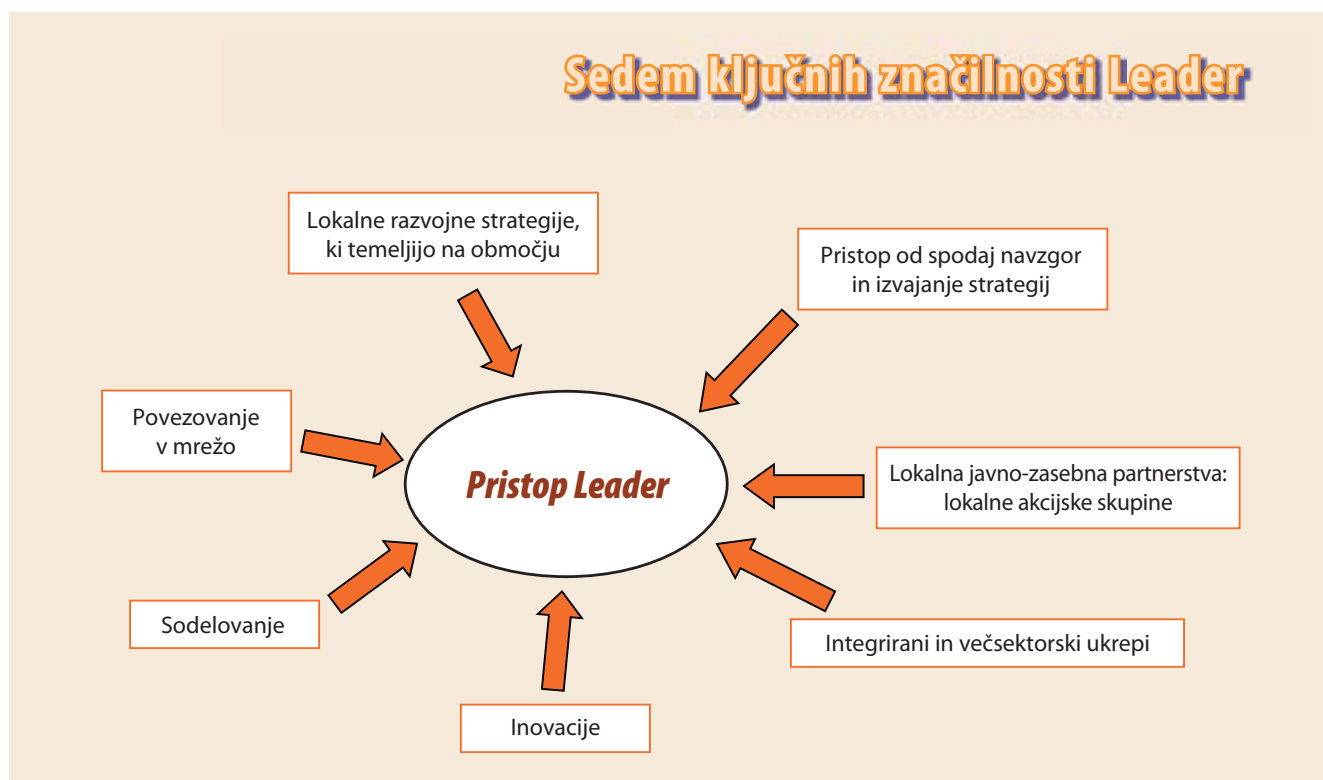 Sedem ključnih značilnosti Leader
Lokalne razvojne strategije,
ki temeljijo na območju
Pristop od spodaj navzgor
in izvajanje strategij
Povezovanje
v mrežo
Pristop Leader
Lokalna javno-zasebna partnerstva:
lokalne akcijske skupine
Sodelovanje
Integrirani in večsektorski ukrepi
Inovacije